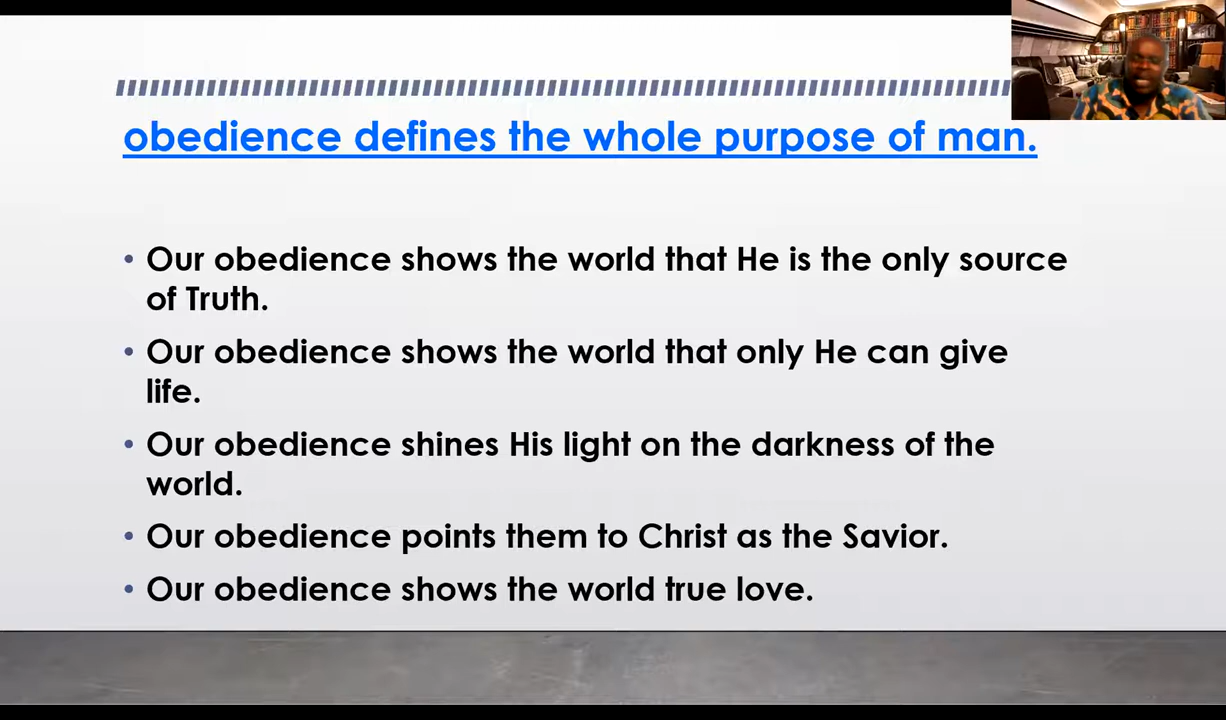 obedience defines the whole purpose of man.
• Our obedience shows the world that He is the only source
of Truth.
• Our obedience shows the world that only He can give
life.
• Our obedience shines His light on the darkness of the
world.
• Our obedience points them to Christ as the Savior.
• Our obedience shows the world true love.